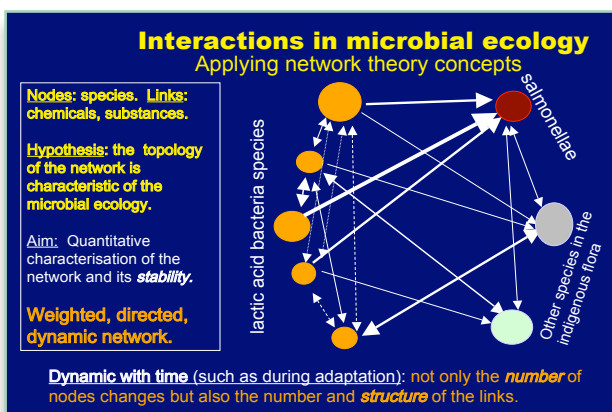 Interactions in microbial ecology
Applying network theory concepts
Nodes: species. Links:
chemicals, substances.
Hypothesis: the topology
of the network is
characteristic of the
microbial ecology.
Aim: Quantitative
characterisation of the
network and its stability.
Weighted, directed,
dynamic network.
lactic acid bacteria species
salmonellae
Other species in the
indigenous flora
Dynamic with time (such as during adaptation): not only the number of
nodes changes but also the number and structure of the links.